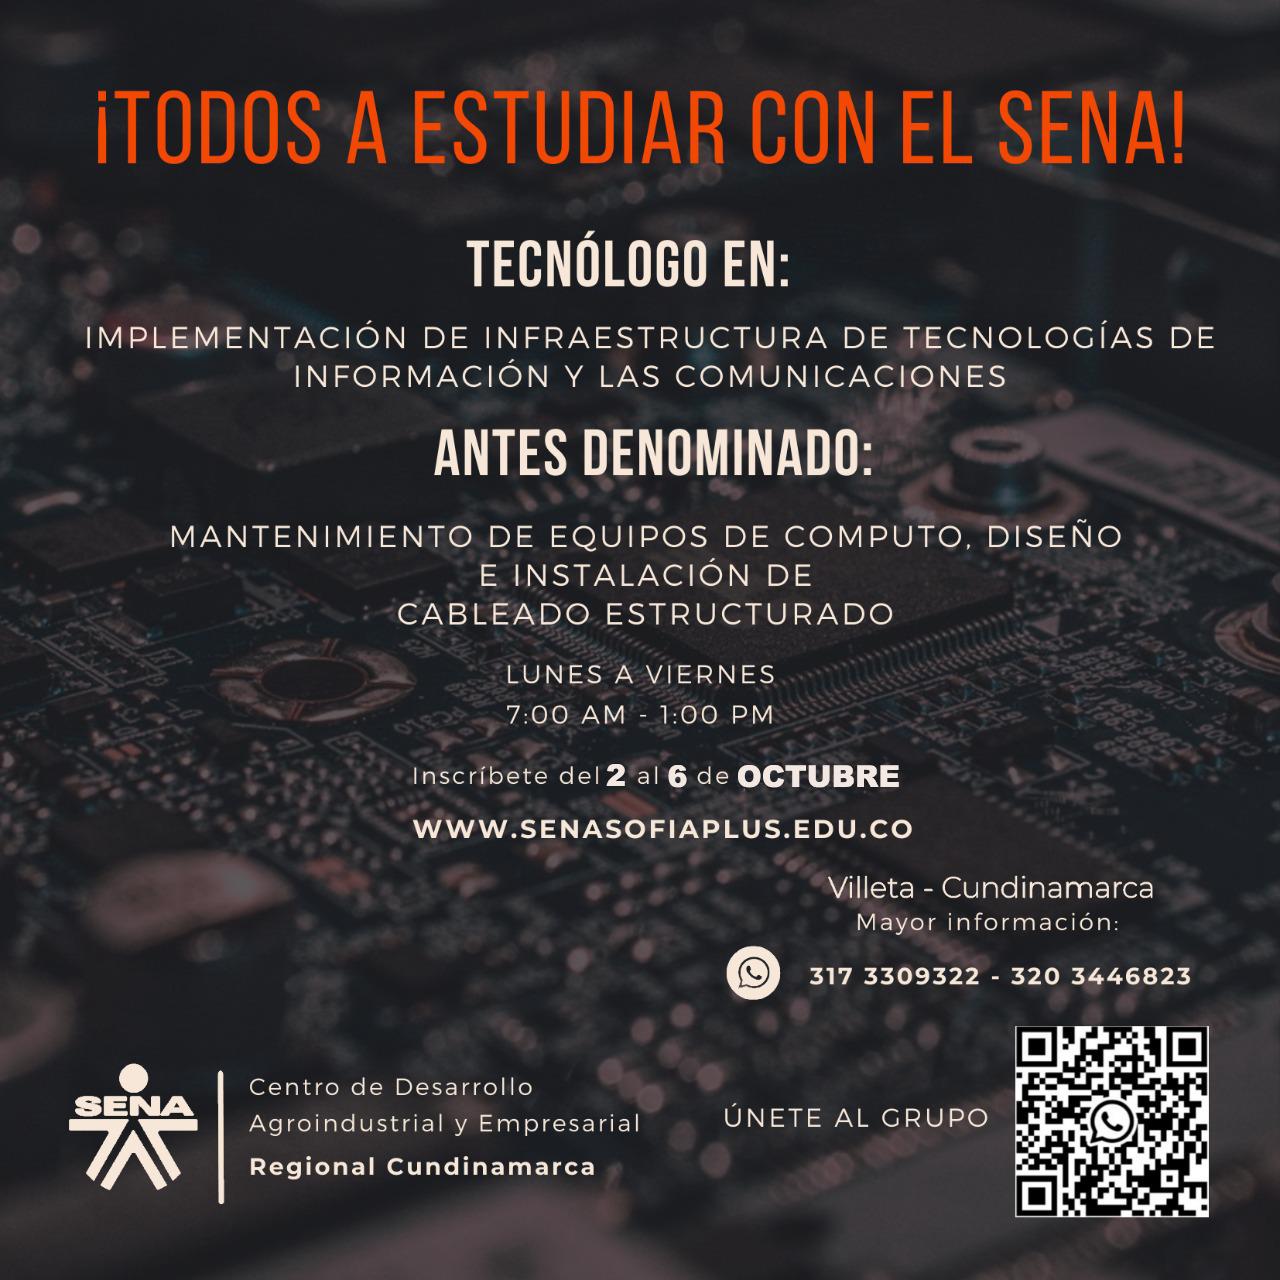 ¡TODOS A ESTUDIAR CON EL SENA!
TECNÓLOGO EN:
IMPLEMENTACIÓN DE INFRAESTRUCTURA DE TECNOLOGÍAS DE
INFORMACIÓN Y LAS COMUNICACIONES
ANTES DENOMINADO:
MANTENIMIENTO DE EQUIPOS DE COMPUTO, DISEÑO
E INSTALACIÓN DE
CABLEADO ESTRUCTURADO
LUNES A VIERNES
7:00 AM - 1:00 PM
Inscríbete del 2 al 6 de OCTUBRE
WWW.SENASOFIAPLUS.EDU.CO
Villeta - Cundinamarca
Mayor información:
317 3309322 - 320 3446823
SENA
Centro de Desarrollo
Agroindustrial y Empresarial
Regional Cundinamarca
ÚNETE AL GRUPO